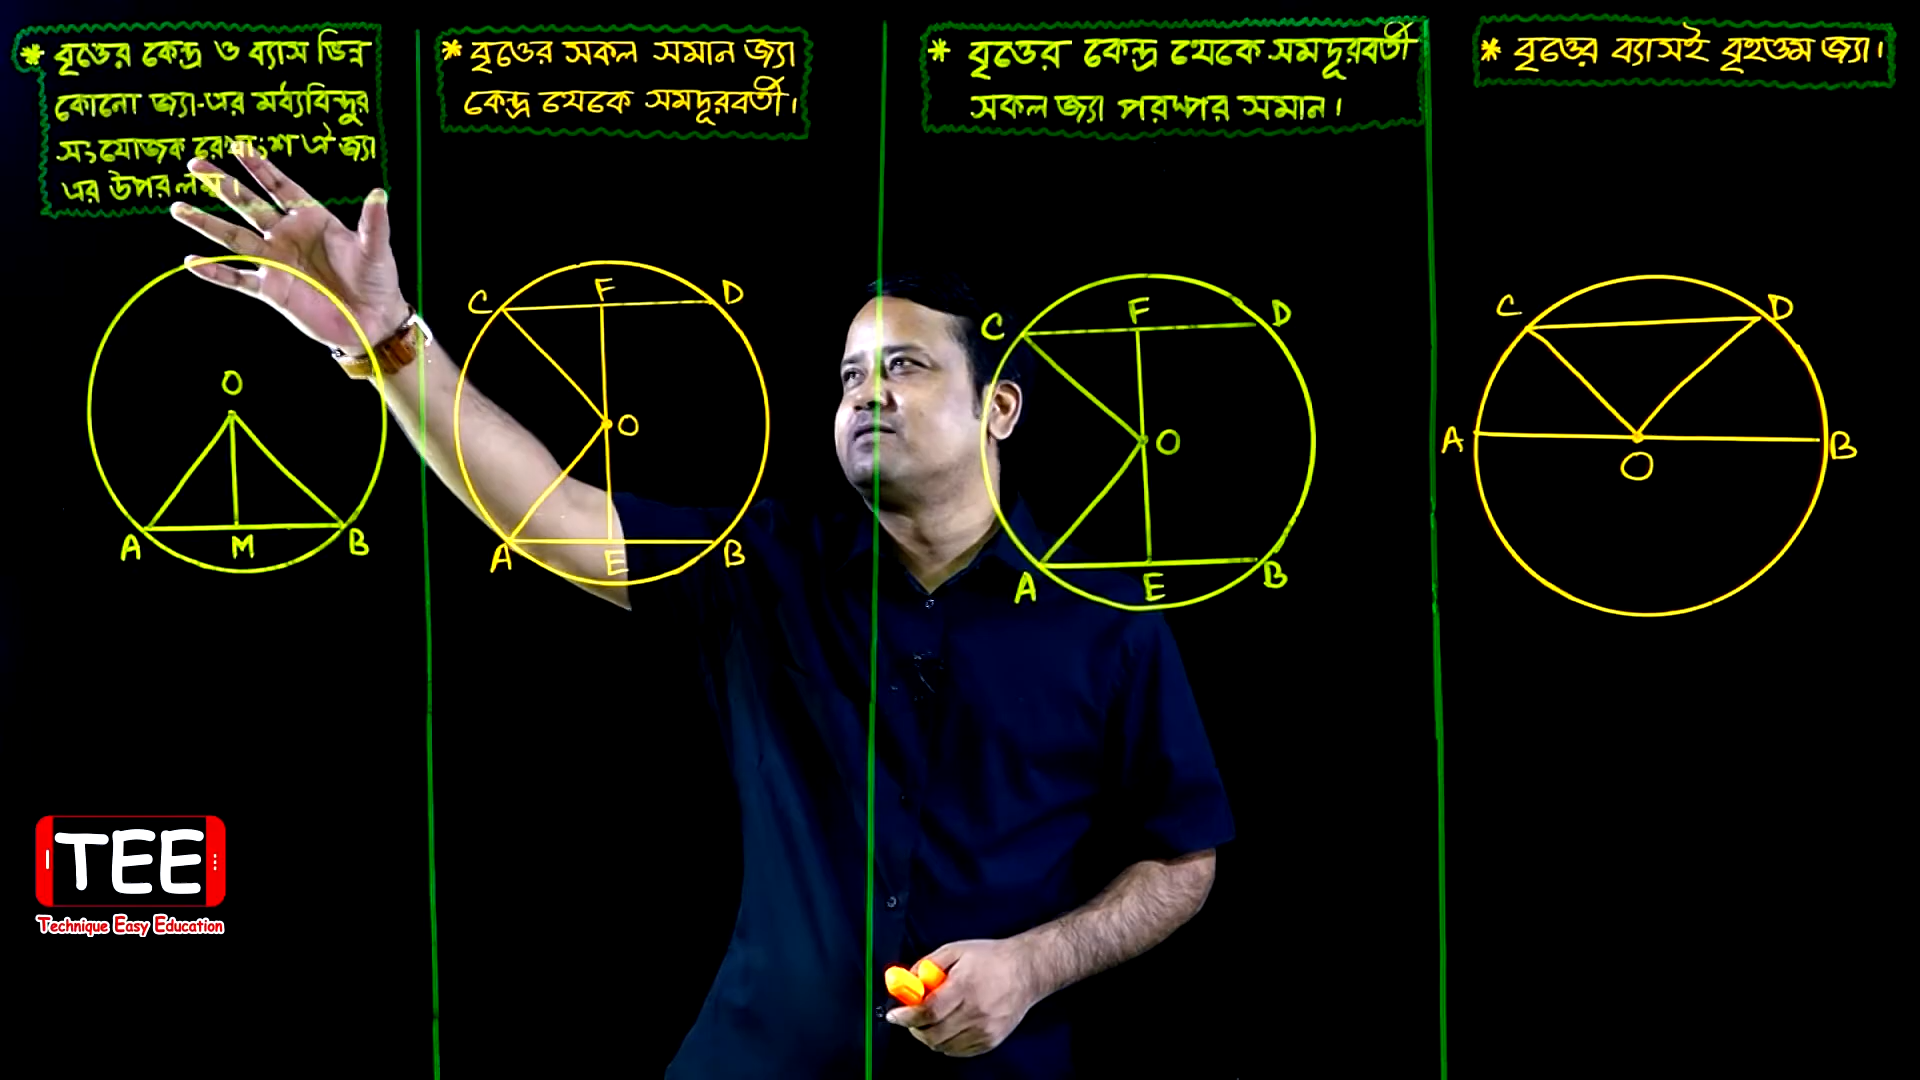 * বৃত্তের কেন্দ্র ও ব্যাস ভিন্ন
কোনো জ্যা-এর মধ্যবিন্দুর
সংযোজক রেখাংশ ঐ জ্যা
এর উপর লম্ব।
* বৃত্তের সকল সমান জ্যা
কেন্দ্র থেকে সমদূরবর্তী।
* বৃত্তের কেন্দ্র থেকে সমদূরবর্তী
সকল জ্যা পরস্পর সমান।
* বৃত্তের ব্যাসই বৃহত্তম জ্যা।
O
A M B
C F D
O
A E B
C F D
O
A E B
C D
A B
O
TEE
Technique Easy Education